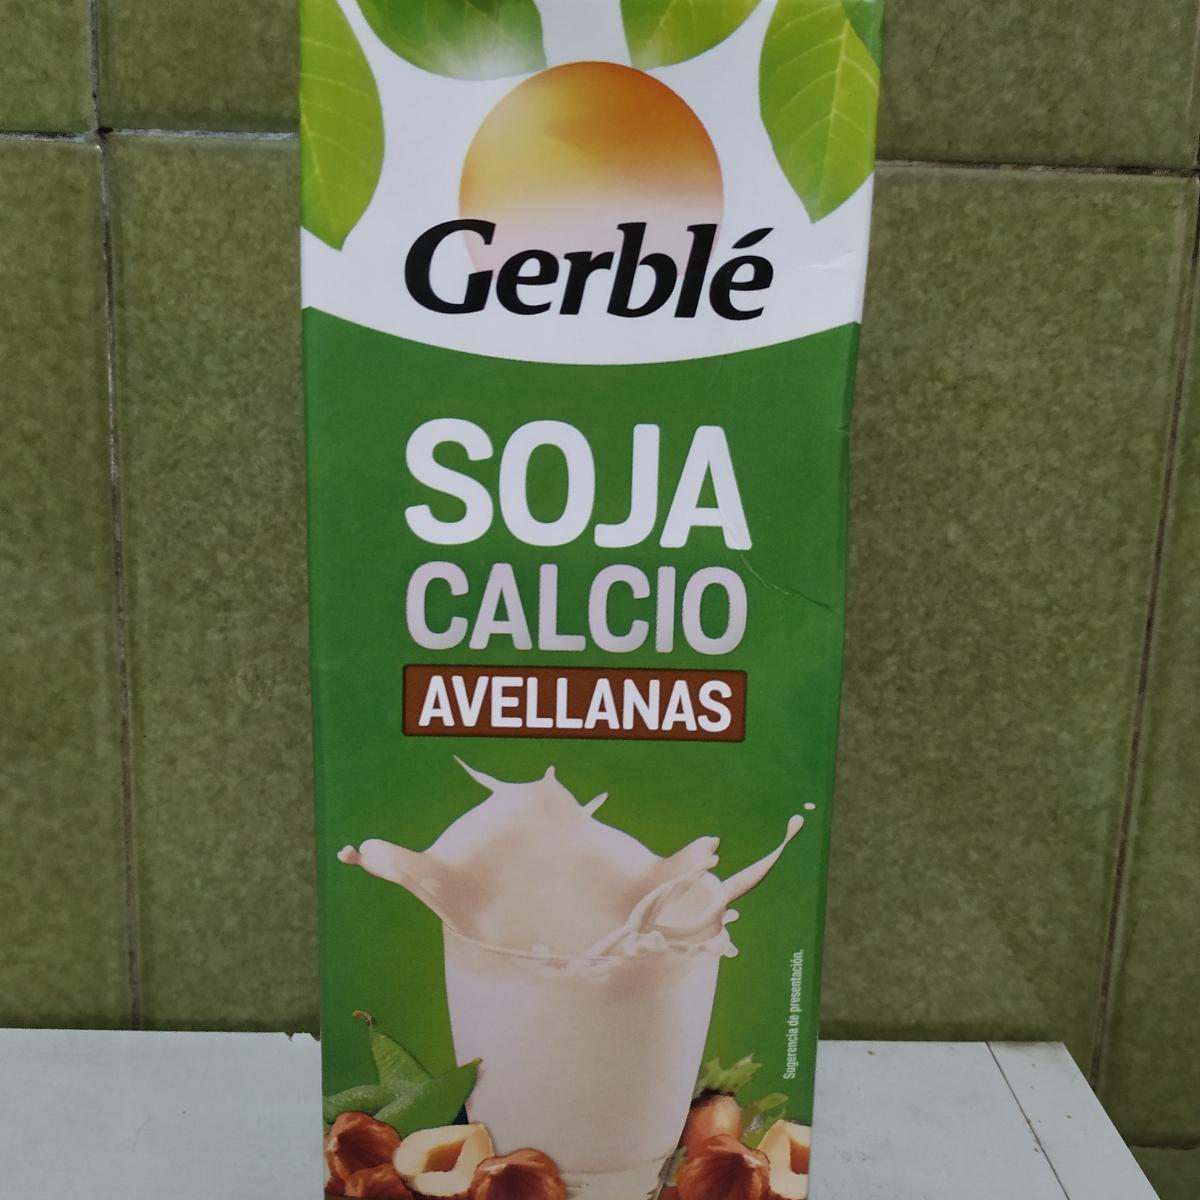 Gerblé
SOJA
CALCIO
AVELLANAS
Sugerencia de presentación.